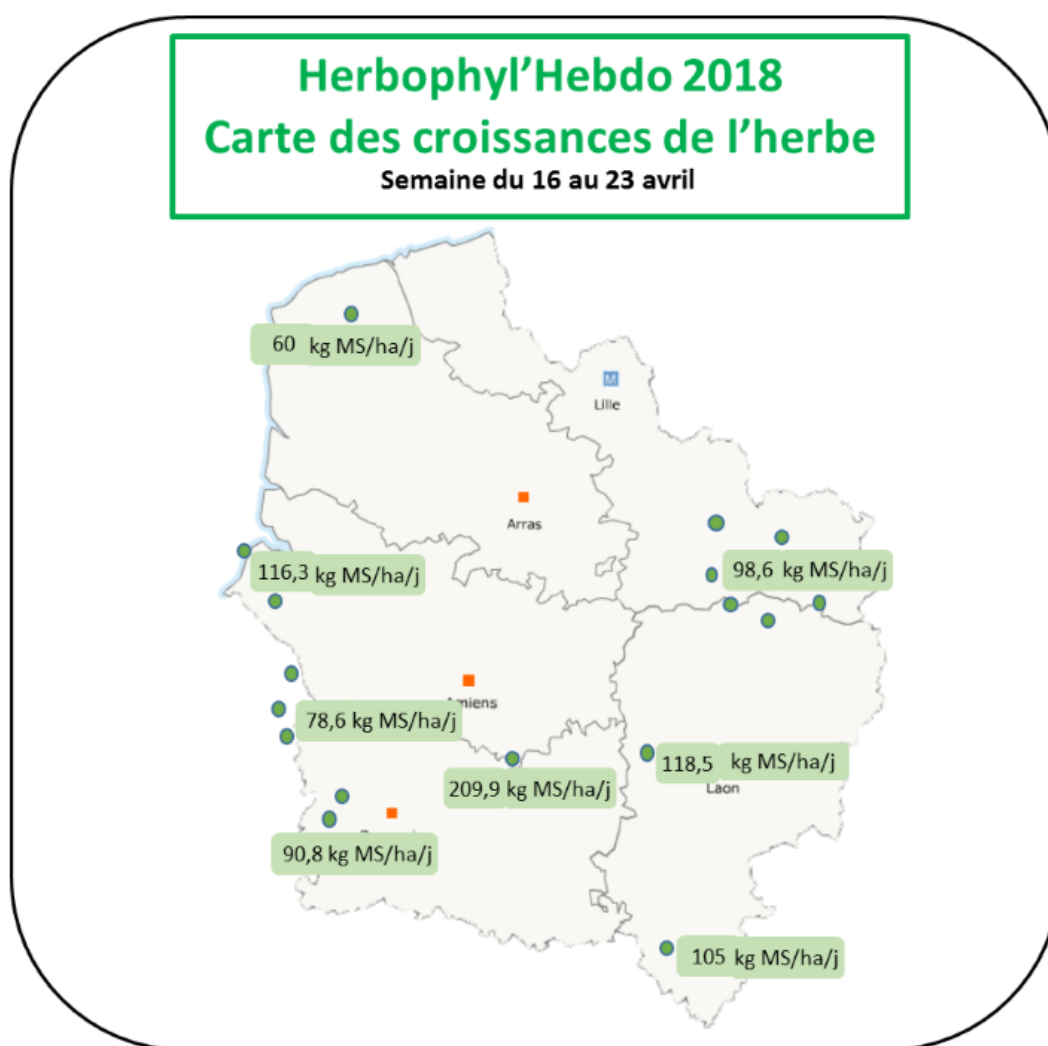 Herbophyl’Hebdo 2018
Carte des croissances de l’herbe
Semaine du 16 au 23 avril
60 kg MS/ha/j
M
Lille
Arras
116,3 kg MS/ha/j
98,6 kg MS/ha/j
Amiens
78,6 kg MS/ha/j
118,5 kg MS/ha/j
Laon
209,9 kg MS/ha/j
90,8 kg MS/ha/j
105 kg MS/ha/j